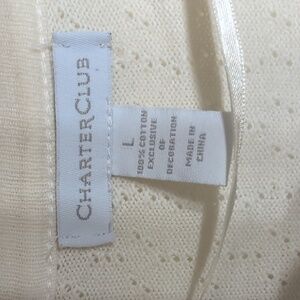 CHARTER CLUB
L
100% COTTON
EXCLUSIVE
OF
DECORATION
MADE IN
CHINA